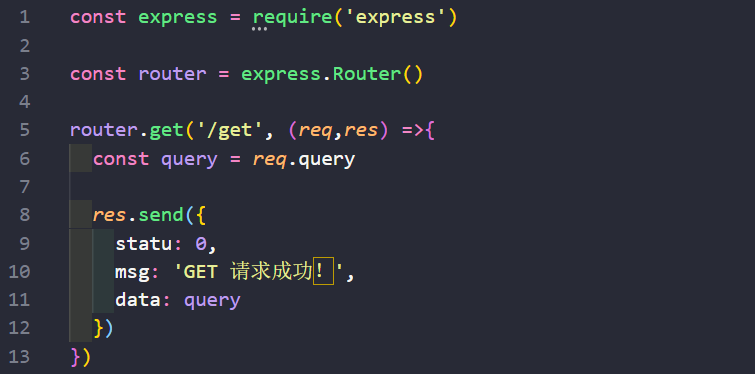 1 const express = require('express')
2
3 const router = express.Router()
4
5 router.get('/get', (req,res) =>{
6   const query = req.query
7
8   res.send({
9     statu: 0,
10     msg: 'GET 请求成功！',
11     data: query
12   })
13 })